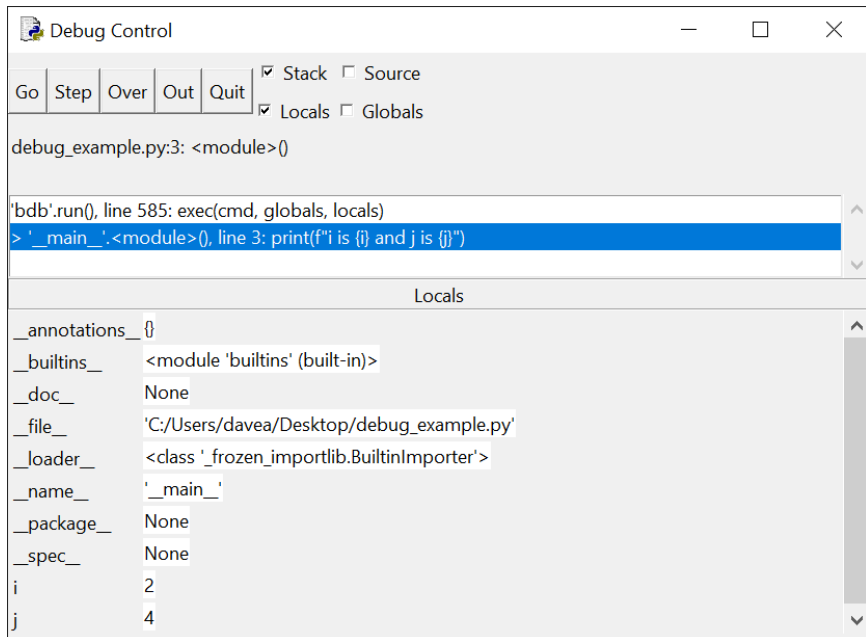 Debug Control
Go Step Over Out Quit Stack Source
Locals Globals
debug_example.py:3: <module>()
'bdb'.run(), line 585: exec(cmd, globals, locals)
> '__main__'.<module>(), line 3: print(f"i is {i} and j is {j}")
Locals
__annotations__ {}
__builtins__ <module 'builtins' (built-in)>
__doc__ None
__file__ 'C:/Users/davea/Desktop/debug_example.py'
__loader__ <class '_frozen_importlib.BuiltinImporter'>
__name__ '__main__'
__package__ None
__spec__ None
i 2
j 4